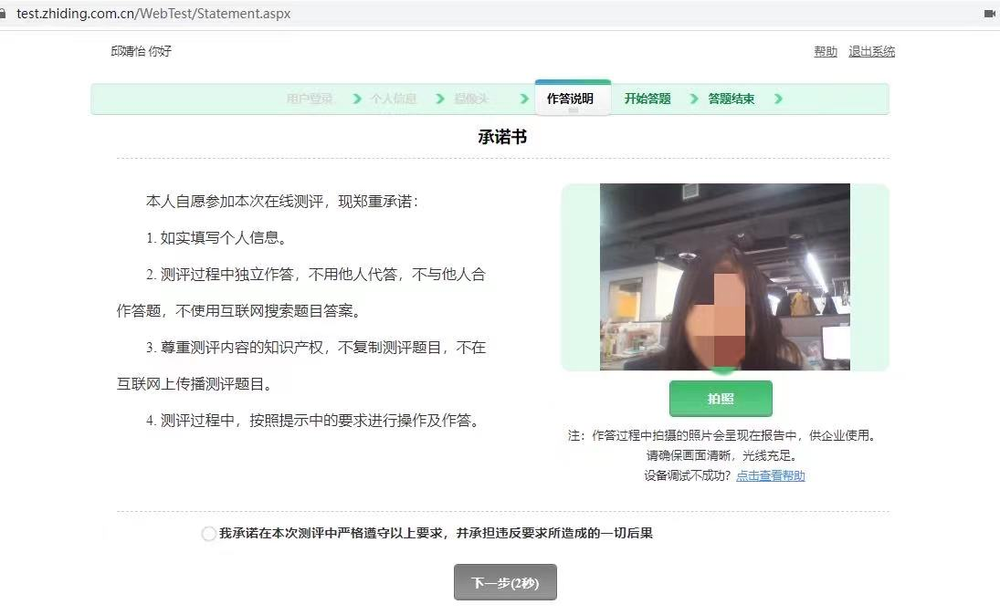 test.zhiding.com.cn/WebTest/Statement.aspx
邱婧怡 你好
帮助 退出系统
用户登录 个人信息 录像头 作答说明 开始答题 答题结束
承诺书
本人自愿参加本次在线测评，现郑重承诺：
1. 如实填写个人信息。
2. 测评过程中独立作答，不用他人代答，不与他人合
作答题，不使用互联网搜索题目答案。
3. 尊重测评内容的知识产权，不复制测评题目，不在
互联网上传播测评题目。
4. 测评过程中，按照提示中的要求进行操作及作答。
拍照
注：作答过程中拍摄的照片会呈现在报告中，供企业使用。
请确保画面清晰，光线充足。
设备调试不成功？点击查看帮助
我承诺在本次测评中严格遵守以上要求，并承担违反要求所造成的一切后果
下一步(2秒)